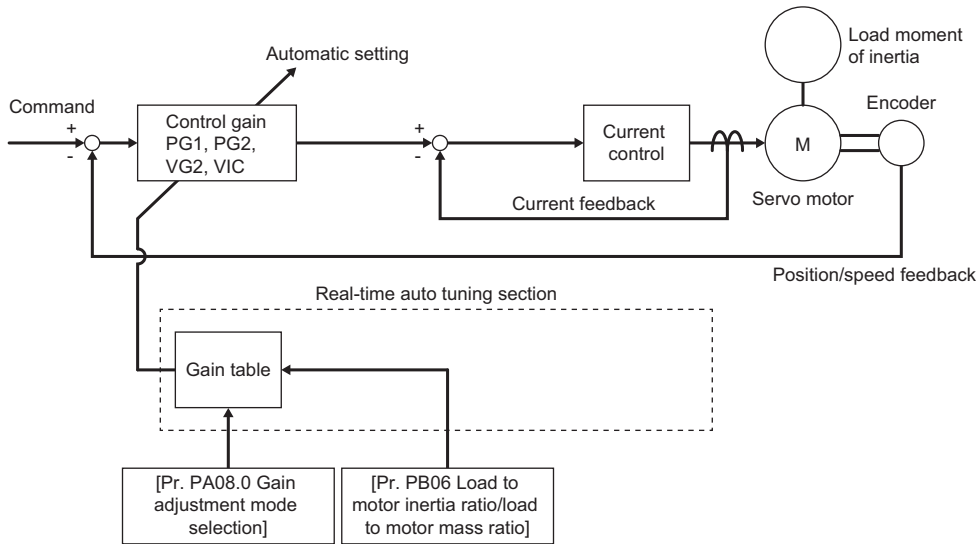 Automatic setting
Load moment
of inertia
Command
Encoder
+
-
Control gain
PG1, PG2,
VG2, VIC
+
-
Current
control
M
Current feedback
Servo motor
Position/speed feedback
Real-time auto tuning section
Gain table
[Pr. PA08.0 Gain
adjustment mode
selection]
[Pr. PB06 Load to
motor inertia ratio/load
to motor mass ratio]